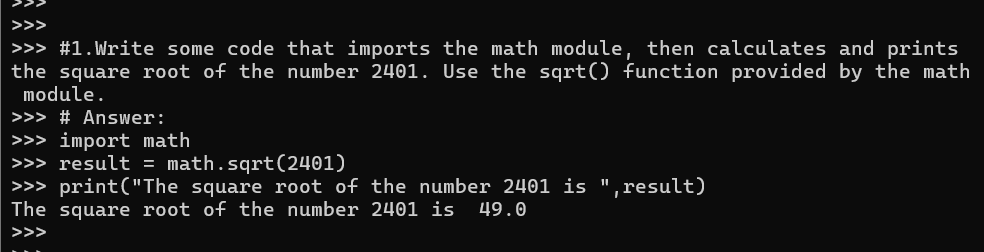 >>>
>>>
>>> #1.Write some code that imports the math module, then calculates and prints
the square root of the number 2401. Use the sqrt() function provided by the math
 module.
>>> # Answer:
>>> import math
>>> result = math.sqrt(2401)
>>> print("The square root of the number 2401 is ",result)
The square root of the number 2401 is  49.0
>>>
>>>